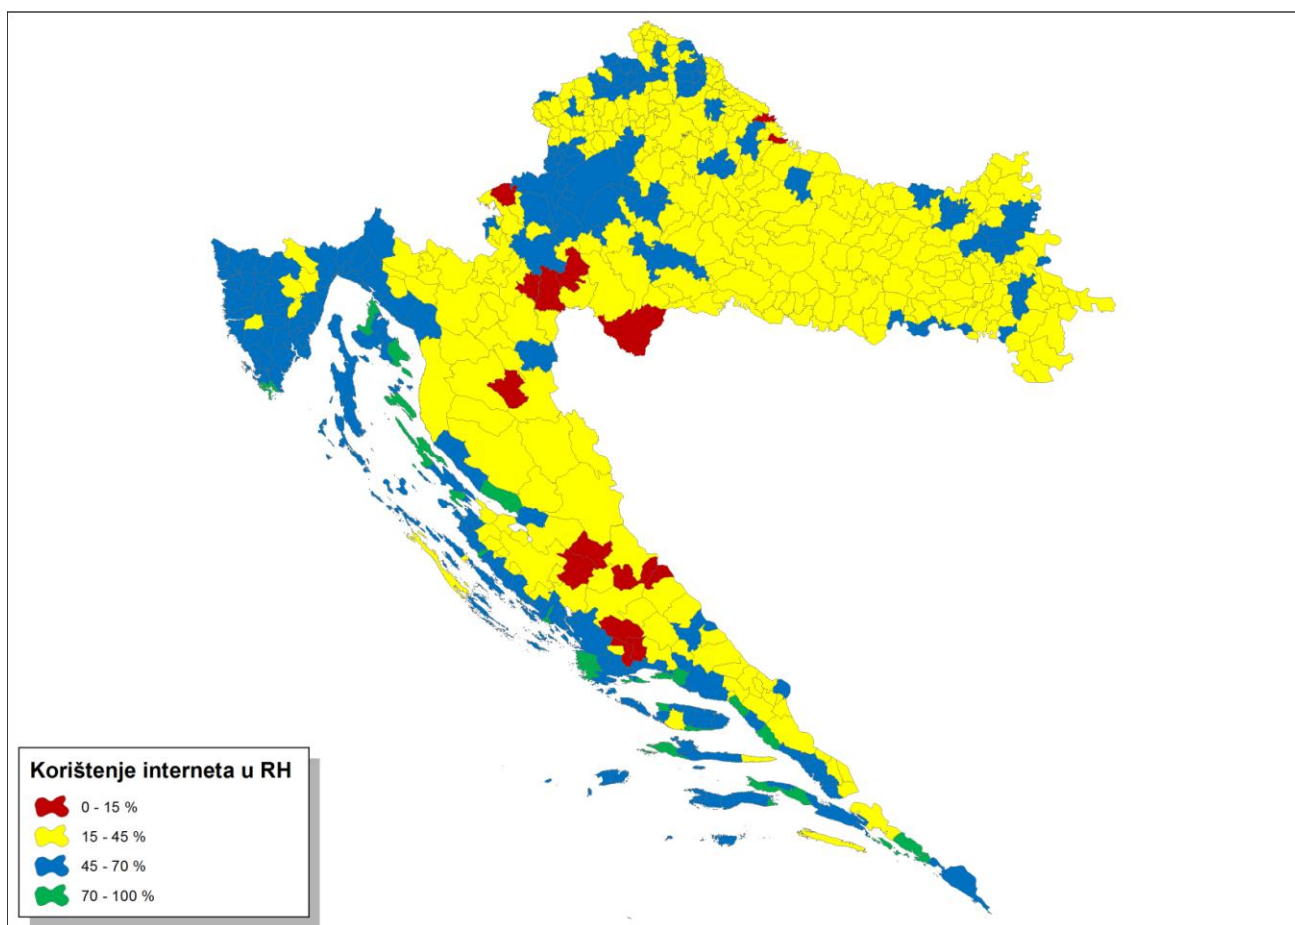 Korištenje interneta u RH
0 - 15 %
15 - 45 %
45 - 70 %
70 - 100 %